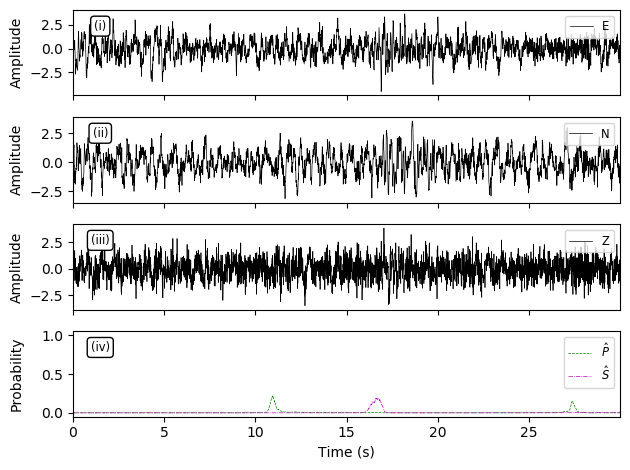 (i)
E
Amplitude
2.5
0.0
−2.5
(ii)
N
Amplitude
2.5
0.0
−2.5
(iii)
Z
Amplitude
2.5
0.0
−2.5
(iv)
P̂
Ŝ
Probability
1.0
0.5
0.0
0 5 10 15 20 25
Time (s)